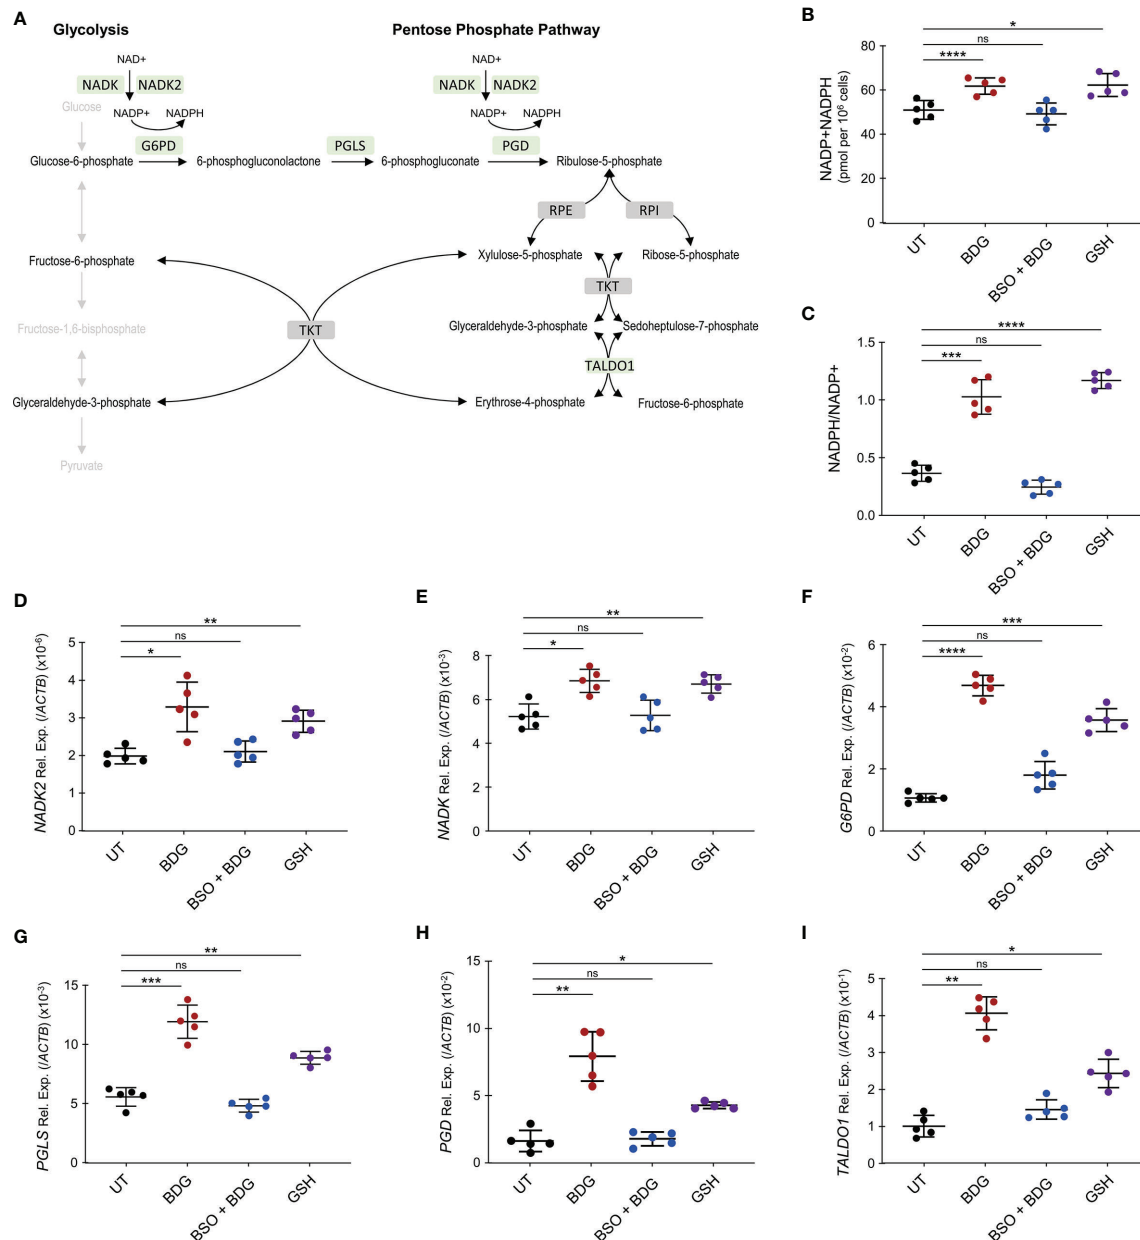 A
Glycolysis
Pentose Phosphate Pathway
NAD+
NAD+
NADK
NADK2
NADK
NADK2
Glucose
NADP+
NADPH
NADP+
NADPH
G6PD
PGLS
PGD
Glucose-6-phosphate
6-phosphogluconolactone
6-phosphogluconate
Ribulose-5-phosphate
RPE
RPI
Fructose-6-phosphate
Xylulose-5-phosphate
Ribose-5-phosphate
TKT
Fructose-1,6-bisphosphate
TKT
Glyceraldehyde-3-phosphate
Sedoheptulose-7-phosphate
TALDO1
Glyceraldehyde-3-phosphate
Erythrose-4-phosphate
Fructose-6-phosphate
Pyruvate
B
NADP+NADPH
(pmol per 10⁶ cells)
80
60
40
20
0
*
ns
****
UT
BDG
BSO + BDG
GSH
C
NADPH/NADP+
1.5
1.0
0.5
0.0
****
ns
***
UT
BDG
BSO + BDG
GSH
D
NADK2 Rel. Exp. (/ACTB) (x10⁻⁶)
5
4
3
2
1
0
**
ns
*
UT
BDG
BSO + BDG
GSH
E
NADK Rel. Exp. (/ACTB) (x10⁻³)
8
6
4
2
0
**
ns
*
UT
BDG
BSO + BDG
GSH
F
G6PD Rel. Exp. (/ACTB) (x10⁻²)
6
4
2
0
***
ns
****
UT
BDG
BSO + BDG
GSH
G
PGLS Rel. Exp. (/ACTB) (x10⁻³)
15
10
5
0
**
ns
***
UT
BDG
BSO + BDG
GSH
H
PGD Rel. Exp. (/ACTB) (x10⁻²)
15
10
5
0
*
ns
**
UT
BDG
BSO + BDG
GSH
I
TALDO1 Rel. Exp. (/ACTB) (x10⁻¹)
5
4
3
2
1
0
*
ns
**
UT
BDG
BSO + BDG
GSH